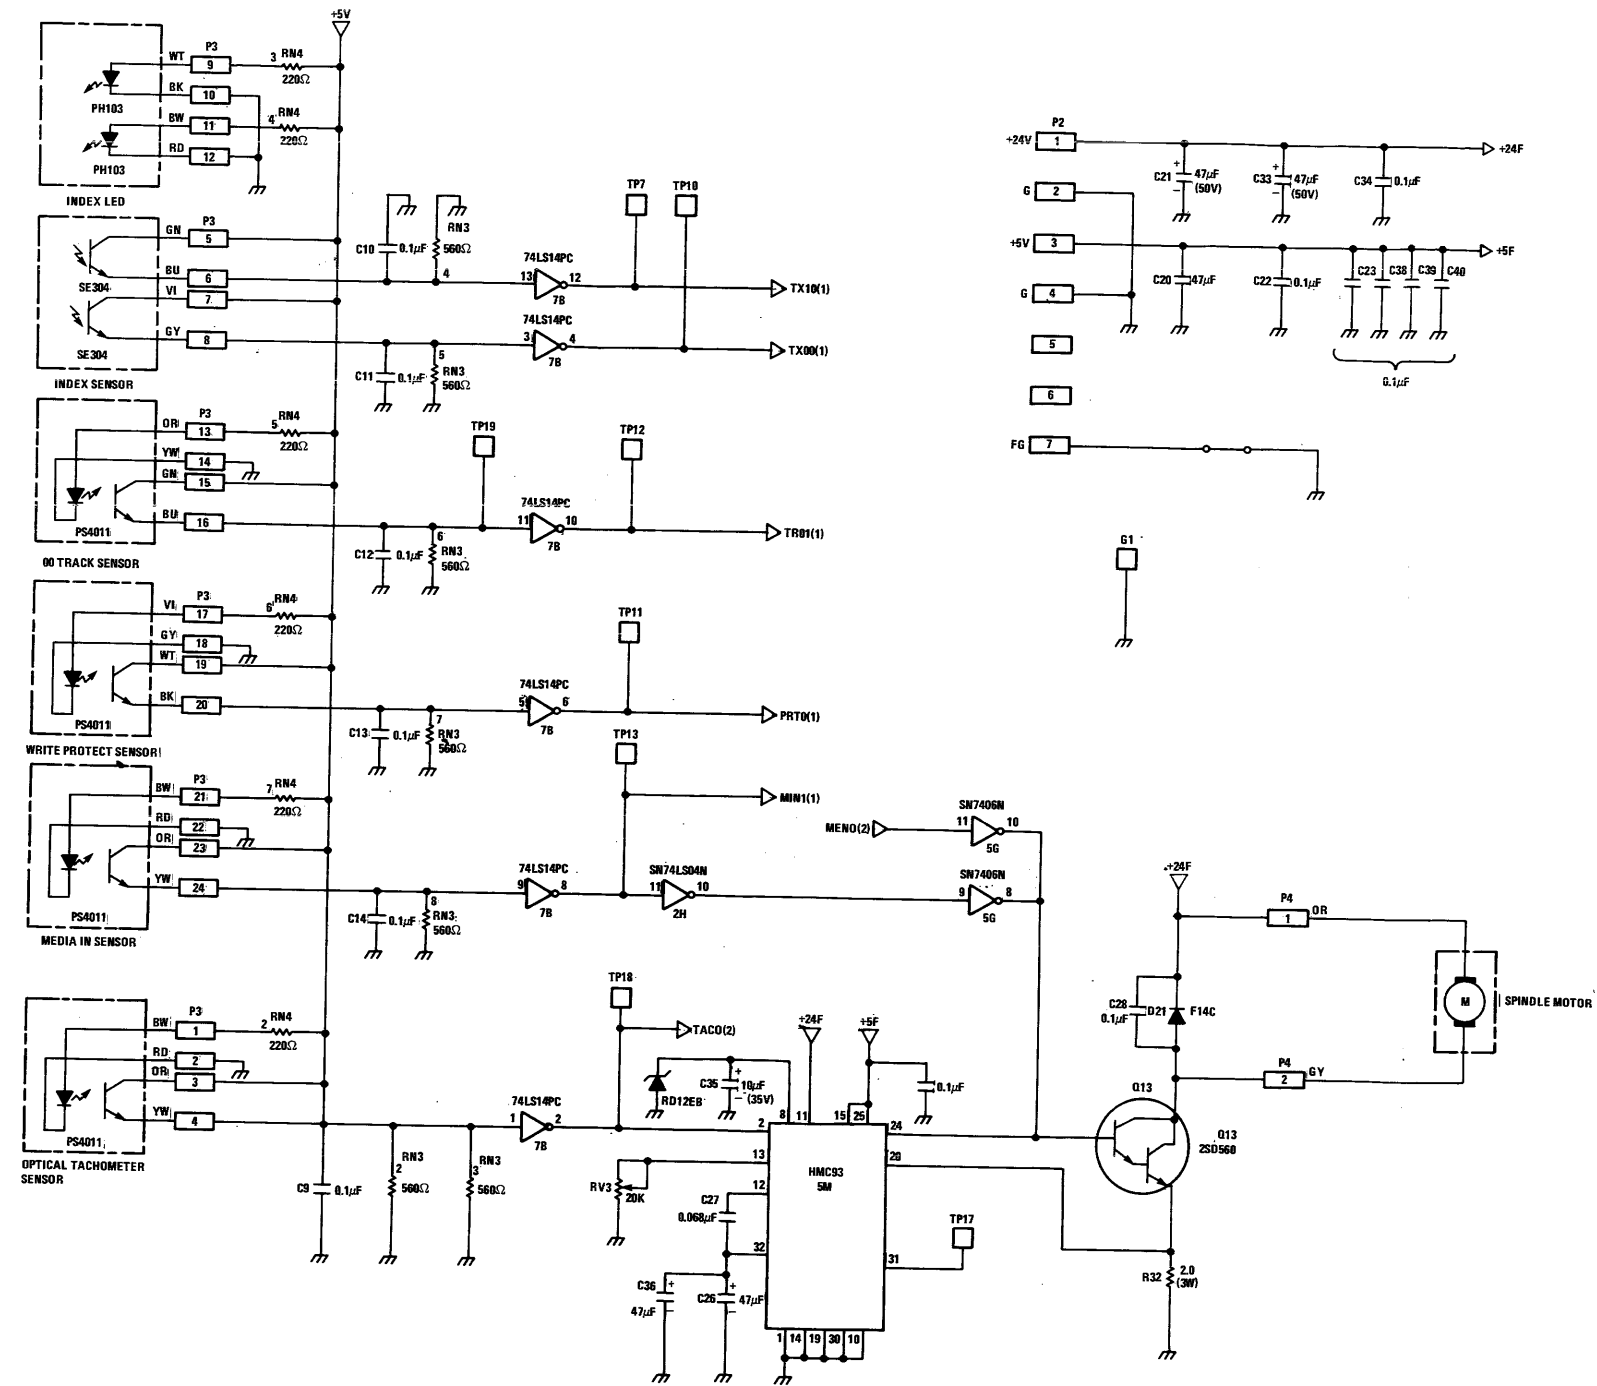 +5V
P3
WT 9 3 RN4
220Ω
BK 10
PH103
BW 11 4 RN4
220Ω
RD 12
PH103
INDEX LED
P3
GN 5
BU 6
SE304
VI 7
GY 8
SE304
INDEX SENSOR
C10 0.1µF
RN3
560Ω
4
74LS14PC
13 12
7B
TP7
TP10
TX10(1)
74LS14PC
3 4
7B
TX00(1)
C11 0.1µF
5
RN3
560Ω
P3
OR 13 5 RN4
220Ω
YW 14
GN 15
BU 16
PS4011
00 TRACK SENSOR
C12 0.1µF
6
RN3
560Ω
TP19
74LS14PC
11 10
7B
TP12
TR01(1)
P3
VI 17 6 RN4
220Ω
GY 18
WT 19
BK 20
PS4011
WRITE PROTECT SENSOR
C13 0.1µF
7
RN3
560Ω
74LS14PC
5 6
7B
TP11
PRT0(1)
P3
BW 21 7 RN4
220Ω
RD 22
OR 23
YW 24
PS4011
MEDIA IN SENSOR
C14 0.1µF
8
RN3
560Ω
74LS14PC
9 8
7B
TP13
MIN1(1)
SN74LS04N
11 10
2H
MENO(2)
SN7406N
11 10
5G
SN7406N
9 8
5G
P3
BW 1 2 RN4
220Ω
RD 2
OR 3
YW 4
PS4011
OPTICAL TACHOMETER
SENSOR
C9 0.1µF
RN3
2
560Ω
RN3
3
560Ω
74LS14PC
1 2
7B
TP18
TACO(2)
RD12EB
C35 + 10µF
− (35V)
+24F
+5F
0.1µF
8 11 15 25
2 24
13 29
12
32 31
HMC93
5M
1 14 19 30 10
RV3 20K
C27
0.068µF
C36 +
47µF −
C26 + 47µF
−
TP17
+24F
C28
0.1µF
D21 F14C
P4
1 OR
P4
2 GY
M
SPINDLE MOTOR
Q13
Q13
2SD560
R32 2.0
(3W)
P2
+24V 1
G 2
+5V 3
G 4
5
6
FG 7
+
C21 47µF
− (50V)
+
C33 47µF
− (50V)
C34 0.1µF
+24F
C20 47µF
C22 0.1µF
C23 C38 C39 C40
0.1µF
+5F
G1